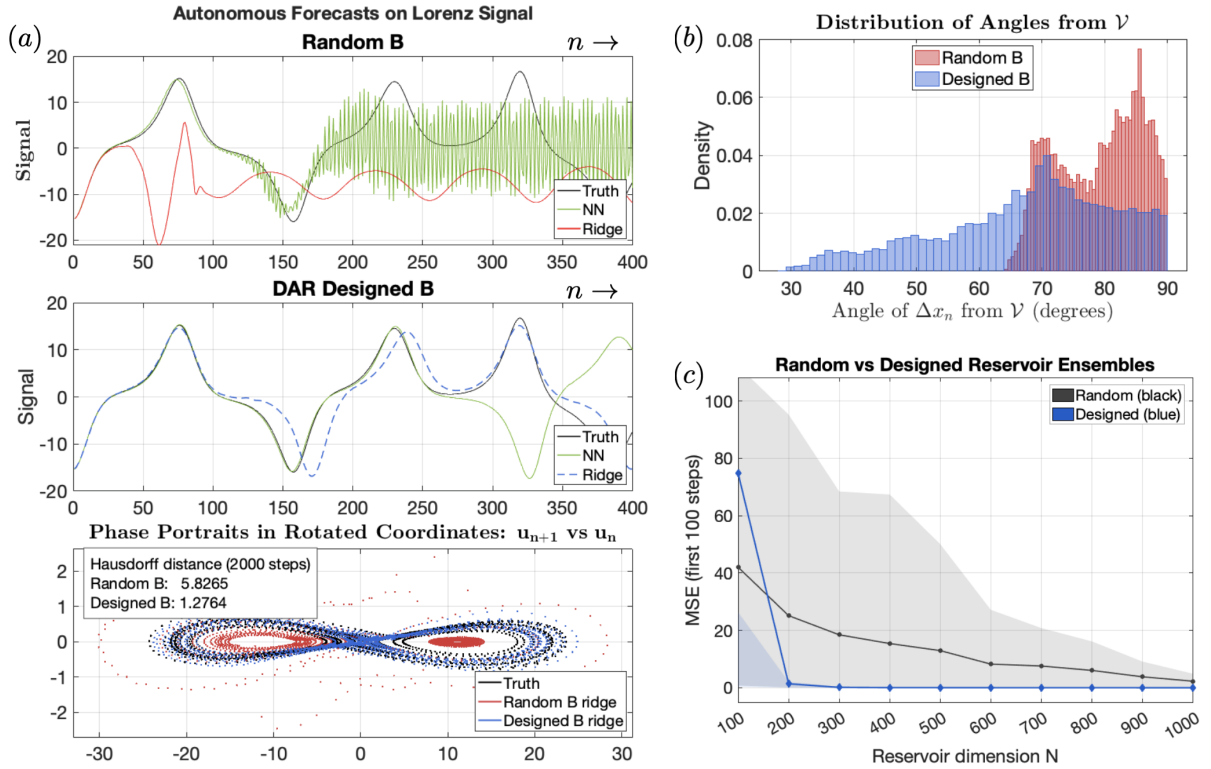 Autonomous Forecasts on Lorenz Signal
(a)
Random B
n →
Signal
20
10
0
-10
-20
Truth
NN
Ridge
0 50 100 150 200 250 300 350 400
DAR Designed B
n →
Signal
20
10
0
-10
-20
Truth
NN
Ridge
0 50 100 150 200 250 300 350 400
Phase Portraits in Rotated Coordinates: u_{n+1} vs u_n
Hausdorff distance (2000 steps)
Random B: 5.8265
Designed B: 1.2764
2
1
0
-1
-2
Truth
Random B ridge
Designed B ridge
-30 -20 -10 0 10 20 30
(b)
Distribution of Angles from 𝒱
Random B
Designed B
Density
0.08
0.06
0.04
0.02
0
30 40 50 60 70 80 90
Angle of Δx_n from 𝒱 (degrees)
(c)
Random vs Designed Reservoir Ensembles
Random (black)
Designed (blue)
MSE (first 100 steps)
100
80
60
40
20
0
100 200 300 400 500 600 700 800 900 1000
Reservoir dimension N